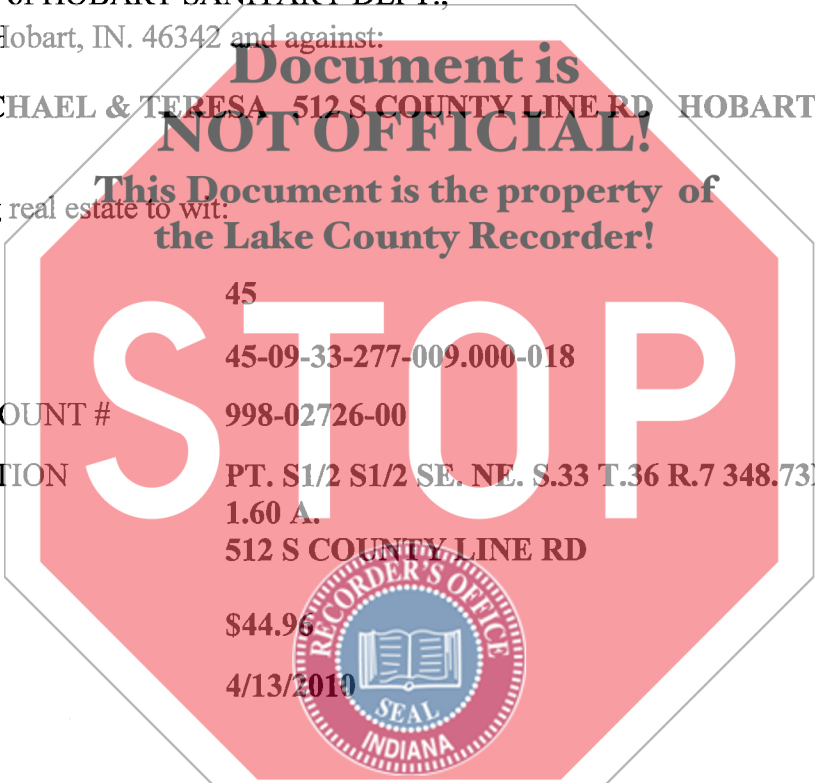 of HOBART SANITARY DEPT.,
Hobart, IN. 46342 and against:
Document is
CHAEL & TERESA 512 S COUNTY LINE RD HOBART
NOT OFFICIAL!
This Document is the property of
real estate to wit:
the Lake County Recorder!
45
STOP
45-09-33-277-009.000-018
OUNT # 998-02726-00
TION PT. S1/2 S1/2 SE. NE. S.33 T.36 R.7 348.73
1.60 A.
512 S COUNTY LINE RD
$44.96
4/13/2010
RECORDER'S OFFICE
SEAL
INDIANA